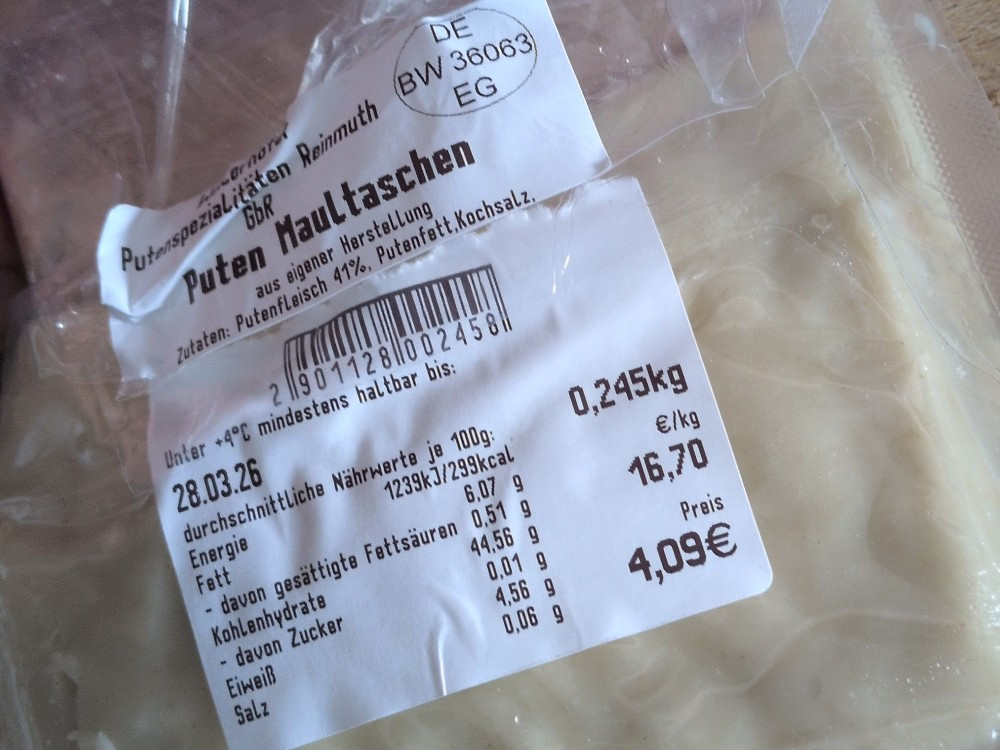 DE
BW 36063
EG
Putenspezialitäten Reinmuth
GbR
Puten Maultaschen
aus eigener Herstellung
Zutaten: Putenfleisch 41%, Putenfett,Kochsalz,
2 901128 002458
Unter +4°C mindestens haltbar bis:
28.03.26
durchschnittliche Nährwerte je 100g:
Energie 1239kJ/299kcal
Fett 6,07 g
- davon gesättigte Fettsäuren 0,51 g
Kohlenhydrate 44,56 g
- davon Zucker 0,01 g
Eiweiß 4,56 g
Salz 0,06 g
0,245kg
€/kg
16,70
Preis
4,09€